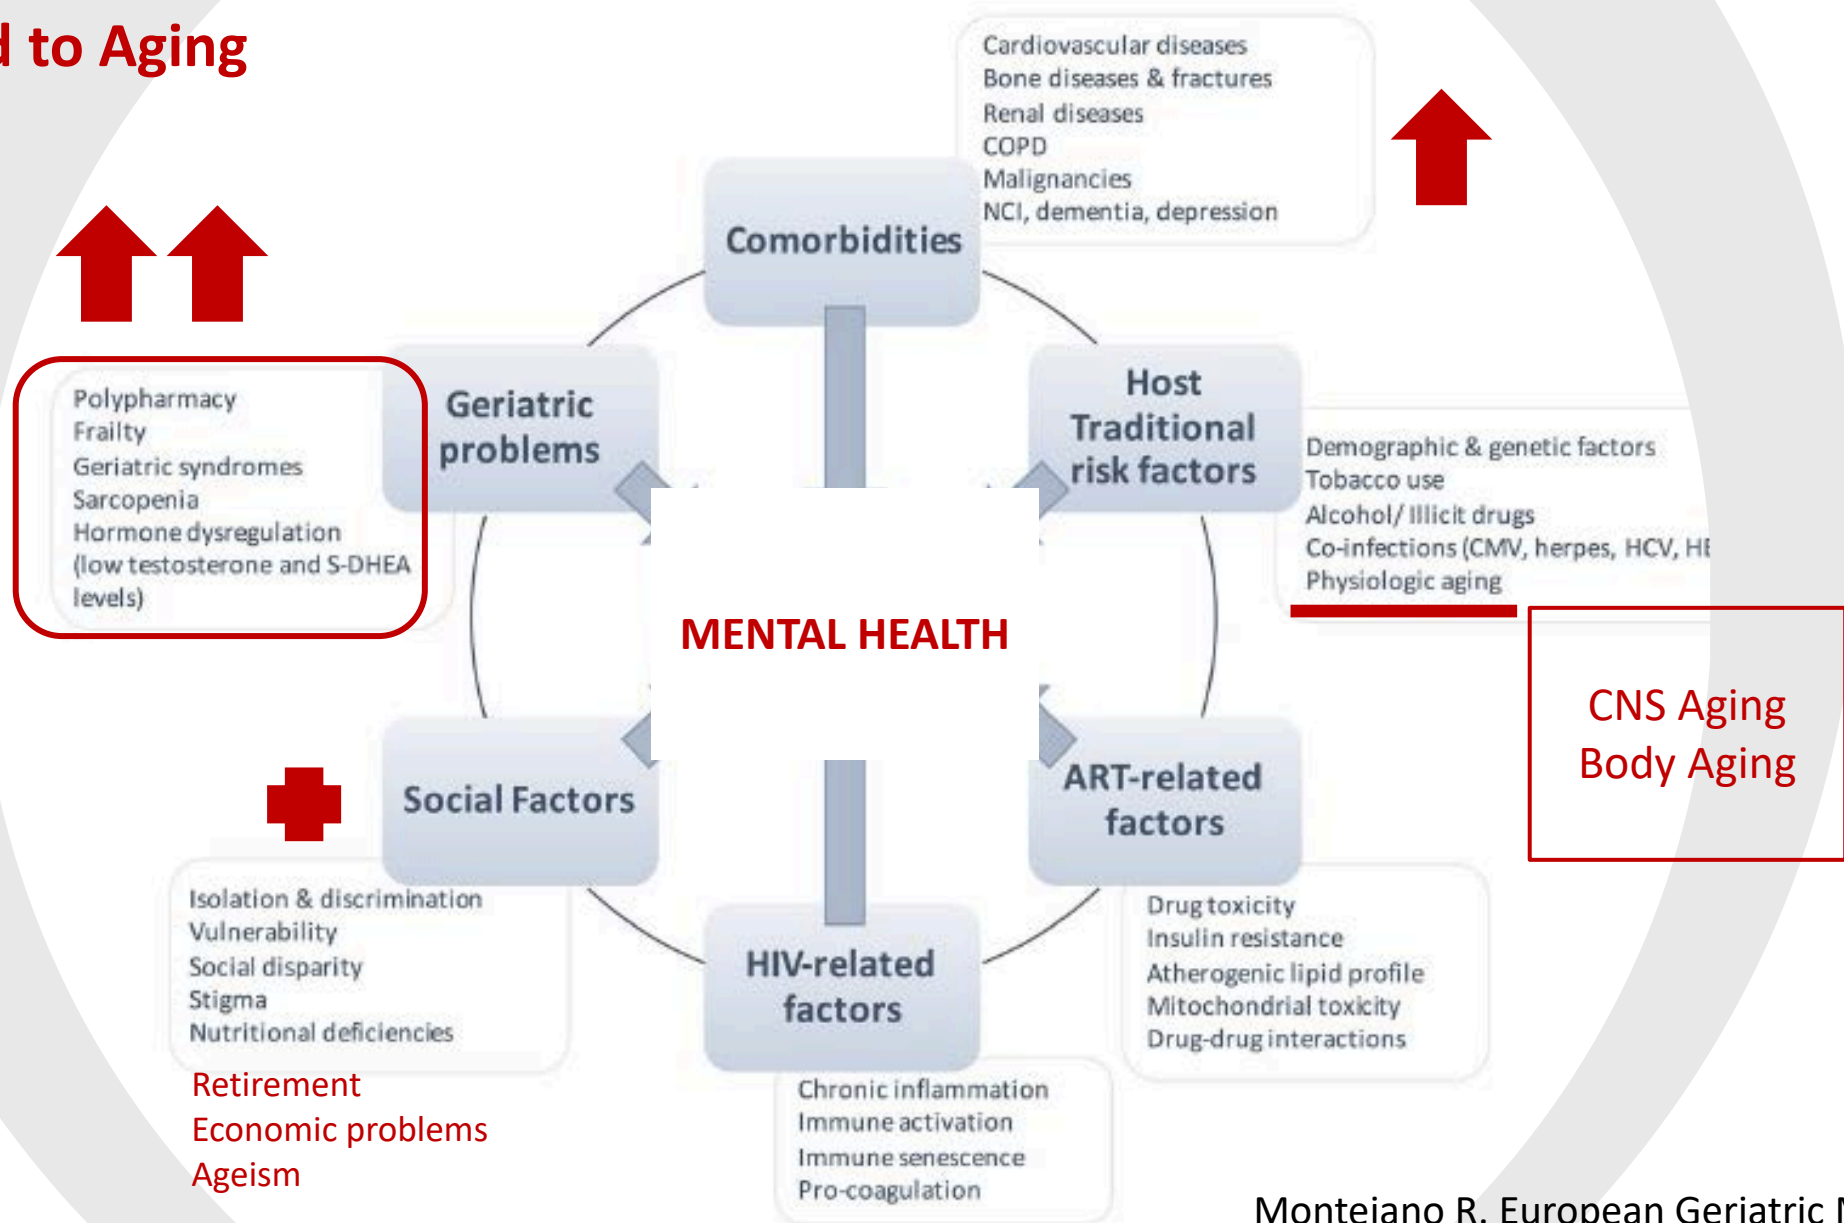 to Aging
Cardiovascular diseases
Bone diseases & fractures
Renal diseases
COPD
Malignancies
NCI, dementia, depression
Comorbidities
Geriatric
problems
Polypharmacy
Frailty
Geriatric syndromes
Sarcopenia
Hormone dysregulation
(low testosterone and S-DHEA
levels)
Host
Traditional
risk factors
Demographic & genetic factors
Tobacco use
Alcohol/ Illicit drugs
Co-infections (CMV, herpes, HCV,
Physiologic aging
MENTAL HEALTH
CNS Aging
Body Aging
Social Factors
Isolation & discrimination
Vulnerability
Social disparity
Stigma
Nutritional deficiencies
Retirement
Economic problems
Ageism
ART-related
factors
Drug toxicity
Insulin resistance
Atherogenic lipid profile
Mitochondrial toxicity
Drug-drug interactions
HIV-related
factors
Chronic inflammation
Immune activation
Immune senescence
Pro-coagulation
Montejano R. European Geriatric